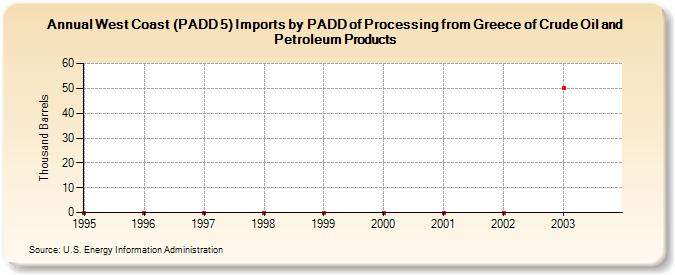 Annual West Coast (PADD 5) Imports by PADD of Processing from Greece of Crude Oil and
Petroleum Products
Thousand Barrels
60
50
40
30
20
10
0
1995 1996 1997 1998 1999 2000 2001 2002 2003
Source: U.S. Energy Information Administration